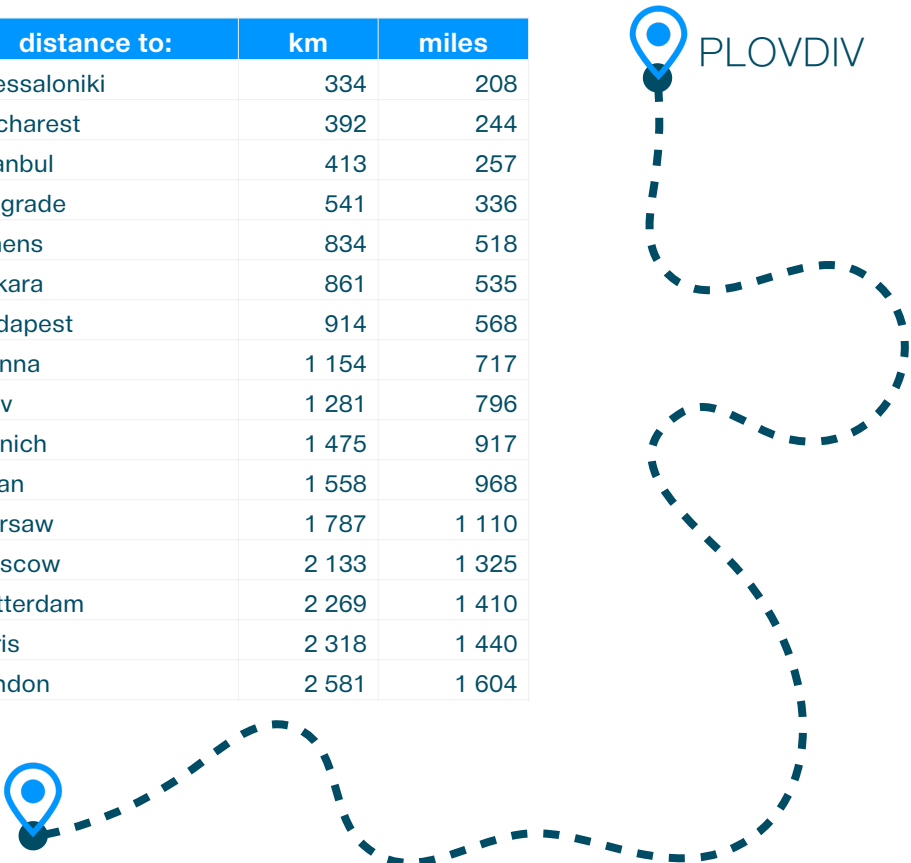 distance to: km miles
essaloniki 334 208
charest 392 244
anbul 413 257
grade 541 336
ens 834 518
kara 861 535
dapest 914 568
nna 1 154 717
v 1 281 796
nich 1 475 917
an 1 558 968
rsaw 1 787 1 110
scow 2 133 1 325
tterdam 2 269 1 410
ris 2 318 1 440
ndon 2 581 1 604
PLOVDIV